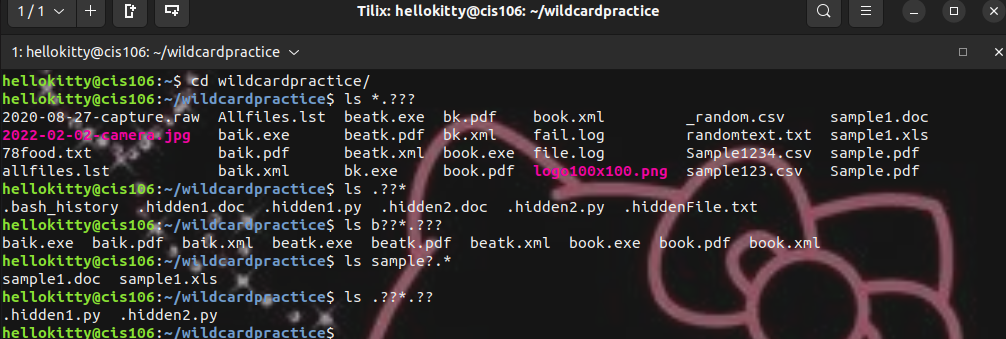 1 / 1
Tilix: hellokitty@cis106: ~/wildcardpractice
1: hellokitty@cis106: ~/wildcardpractice
hellokitty@cis106:~$ cd wildcardpractice/
hellokitty@cis106:~/wildcardpractice$ ls *.???
2020-08-27-capture.raw Allfiles.lst beatk.exe bk.pdf book.xml _random.csv sample1.doc
2022-02-02-camera.jpg baik.exe beatk.pdf bk.xml fail.log randomtext.txt sample1.xls
78food.txt baik.pdf beatk.xml book.exe file.log Sample1234.csv sample.pdf
allfiles.lst baik.xml bk.exe book.pdf logo100x100.png sample123.csv Sample.pdf
hellokitty@cis106:~/wildcardpractice$ ls .??*
.bash_history .hidden1.doc .hidden1.py .hidden2.doc .hidden2.py .hiddenFile.txt
hellokitty@cis106:~/wildcardpractice$ ls b??*.???
baik.exe baik.pdf baik.xml beatk.exe beatk.pdf beatk.xml book.exe book.pdf book.xml
hellokitty@cis106:~/wildcardpractice$ ls sample?.*
sample1.doc sample1.xls
hellokitty@cis106:~/wildcardpractice$ ls .??*.??
.hidden1.py .hidden2.py
hellokitty@cis106:~/wildcardpractice$